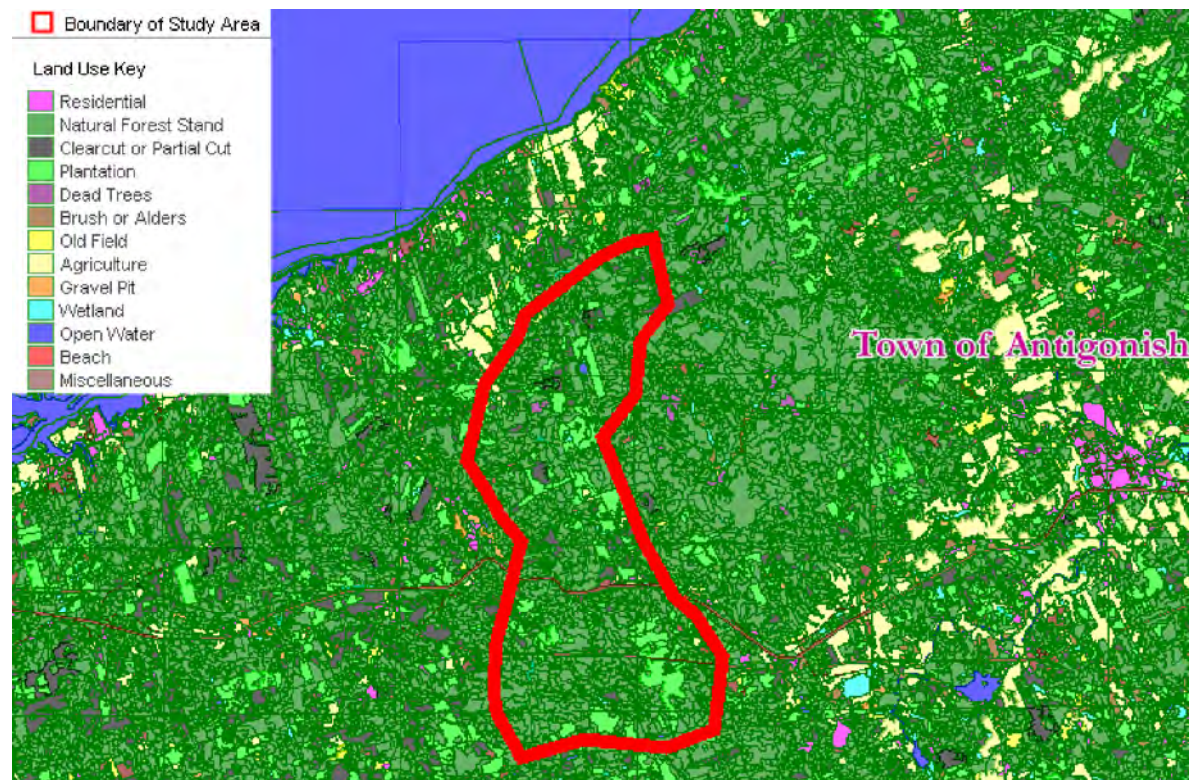 Boundary of Study Area
Land Use Key
Residential
Natural Forest Stand
Clearcut or Partial Cut
Plantation
Dead Trees
Brush or Alders
Old Field
Agriculture
Gravel Pit
Wetland
Open Water
Beach
Miscellaneous
Town of Antigonish